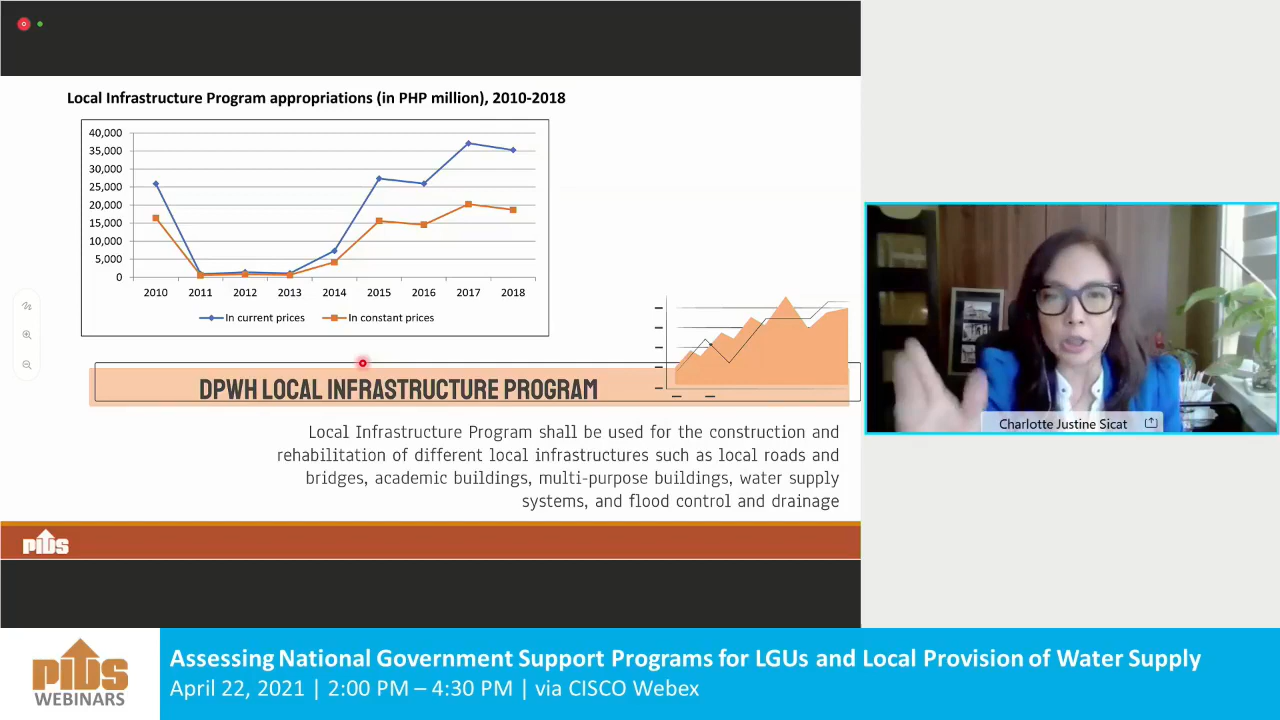 Local Infrastructure Program appropriations (in PHP million), 2010-2018
40,000
35,000
30,000
25,000
20,000
15,000
10,000
5,000
0
2010 2011 2012 2013 2014 2015 2016 2017 2018
In current prices In constant prices
DPWH LOCAL INFRASTRUCTURE PROGRAM
Local Infrastructure Program shall be used for the construction and
rehabilitation of different local infrastructures such as local roads and
bridges, academic buildings, multi-purpose buildings, water supply
systems, and flood control and drainage
PIDS
Charlotte Justine Sicat
PIDS
WEBINARS
Assessing National Government Support Programs for LGUs and Local Provision of Water Supply
April 22, 2021 | 2:00 PM – 4:30 PM | via CISCO Webex